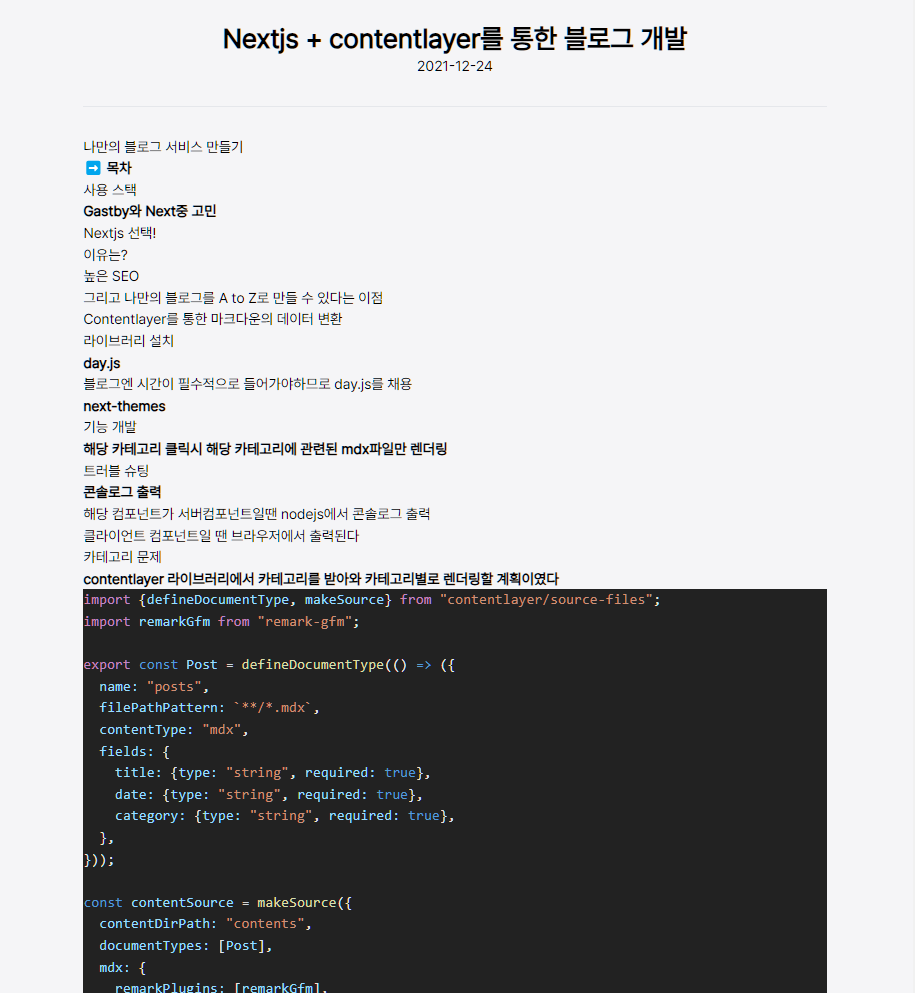 Nextjs + contentlayer를 통한 블로그 개발
2021-12-24
나만의 블로그 서비스 만들기
➡️ 목차
사용 스택
Gastby와 Next중 고민
Nextjs 선택!
이유는?
높은 SEO
그리고 나만의 블로그를 A to Z로 만들 수 있다는 이점
Contentlayer를 통한 마크다운의 데이터 변환
라이브러리 설치
day.js
블로그엔 시간이 필수적으로 들어가야하므로 day.js를 채용
next-themes
기능 개발
해당 카테고리 클릭시 해당 카테고리에 관련된 mdx파일만 렌더링
트러블 슈팅
콘솔로그 출력
해당 컴포넌트가 서버컴포넌트일땐 nodejs에서 콘솔로그 출력
클라이언트 컴포넌트일 땐 브라우저에서 출력된다
카테고리 문제
contentlayer 라이브러리에서 카테고리를 받아와 카테고리별로 렌더링할 계획이였다
import {defineDocumentType, makeSource} from "contentlayer/source-files";
import remarkGfm from "remark-gfm";
export const Post = defineDocumentType(() => ({
  name: "posts",
  filePathPattern: `**/*.mdx`,
  contentType: "mdx",
  fields: {
    title: {type: "string", required: true},
    date: {type: "string", required: true},
    category: {type: "string", required: true},
  },
}));
const contentSource = makeSource({
  contentDirPath: "contents",
  documentTypes: [Post],
  mdx: {
    remarkPlugins: [remarkGfm],